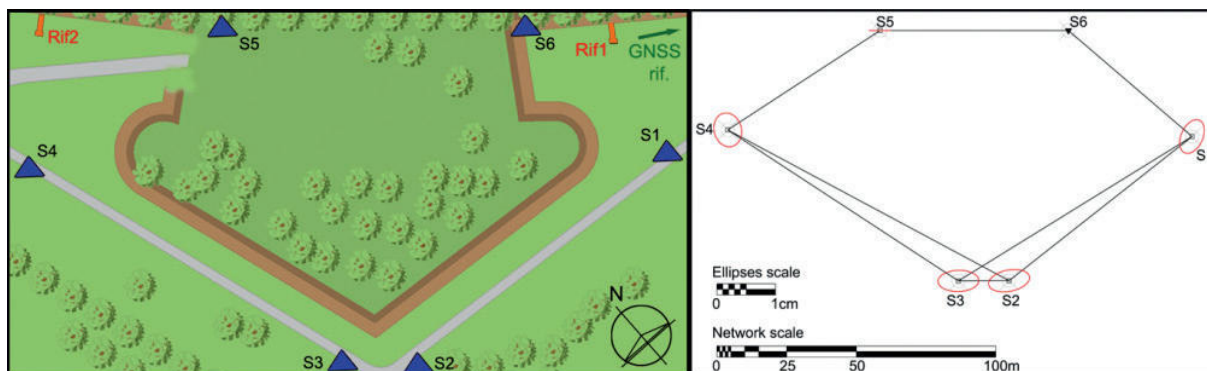 Rif2
S5
S6
Rif1
GNSS
rif.
S4
S1
N
S3
S2
S5
S6
S4
S
S3
S2
Ellipses scale
0 1cm
Network scale
0 25 50 100m